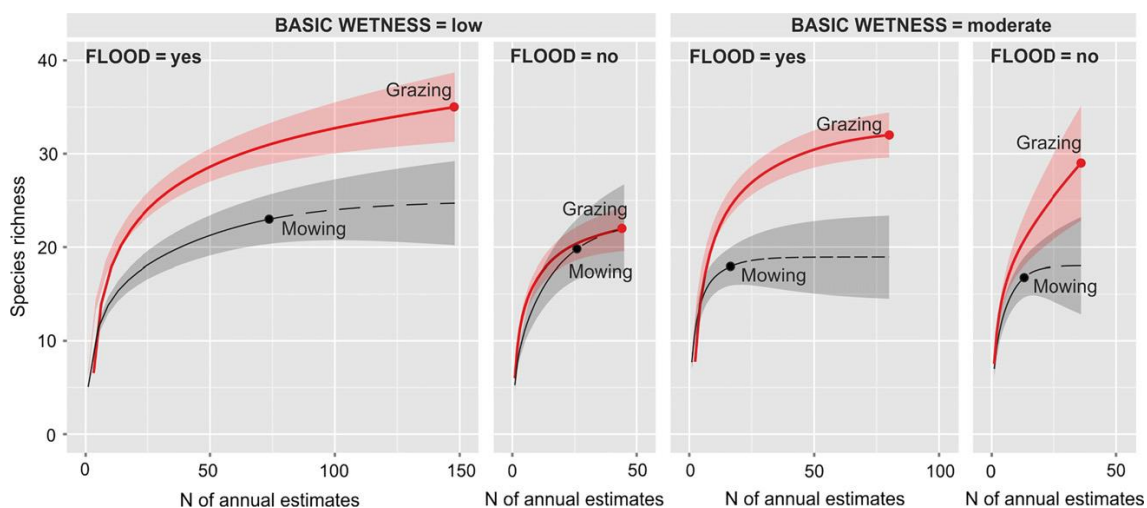 BASIC WETNESS = low
BASIC WETNESS = moderate
FLOOD = yes
FLOOD = no
FLOOD = yes
FLOOD = no
Species richness
40
30
20
10
0
Grazing
Mowing
Grazing
Mowing
Grazing
Mowing
Grazing
Mowing
0 50 100 150
0 50
0 50 100
0 50
N of annual estimates
N of annual estimates
N of annual estimates
N of annual estimates